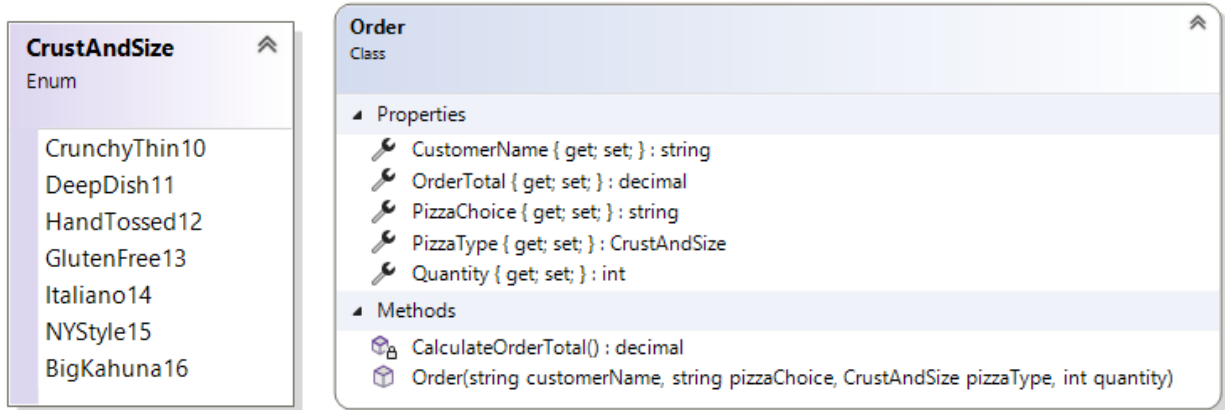 CrustAndSize
Enum
CrunchyThin10
DeepDish11
HandTossed12
GlutenFree13
Italiano14
NYStyle15
BigKahuna16
Order
Class
Properties
CustomerName { get; set; } : string
OrderTotal { get; set; } : decimal
PizzaChoice { get; set; } : string
PizzaType { get; set; } : CrustAndSize
Quantity { get; set; } : int
Methods
CalculateOrderTotal() : decimal
Order(string customerName, string pizzaChoice, CrustAndSize pizzaType, int quantity)